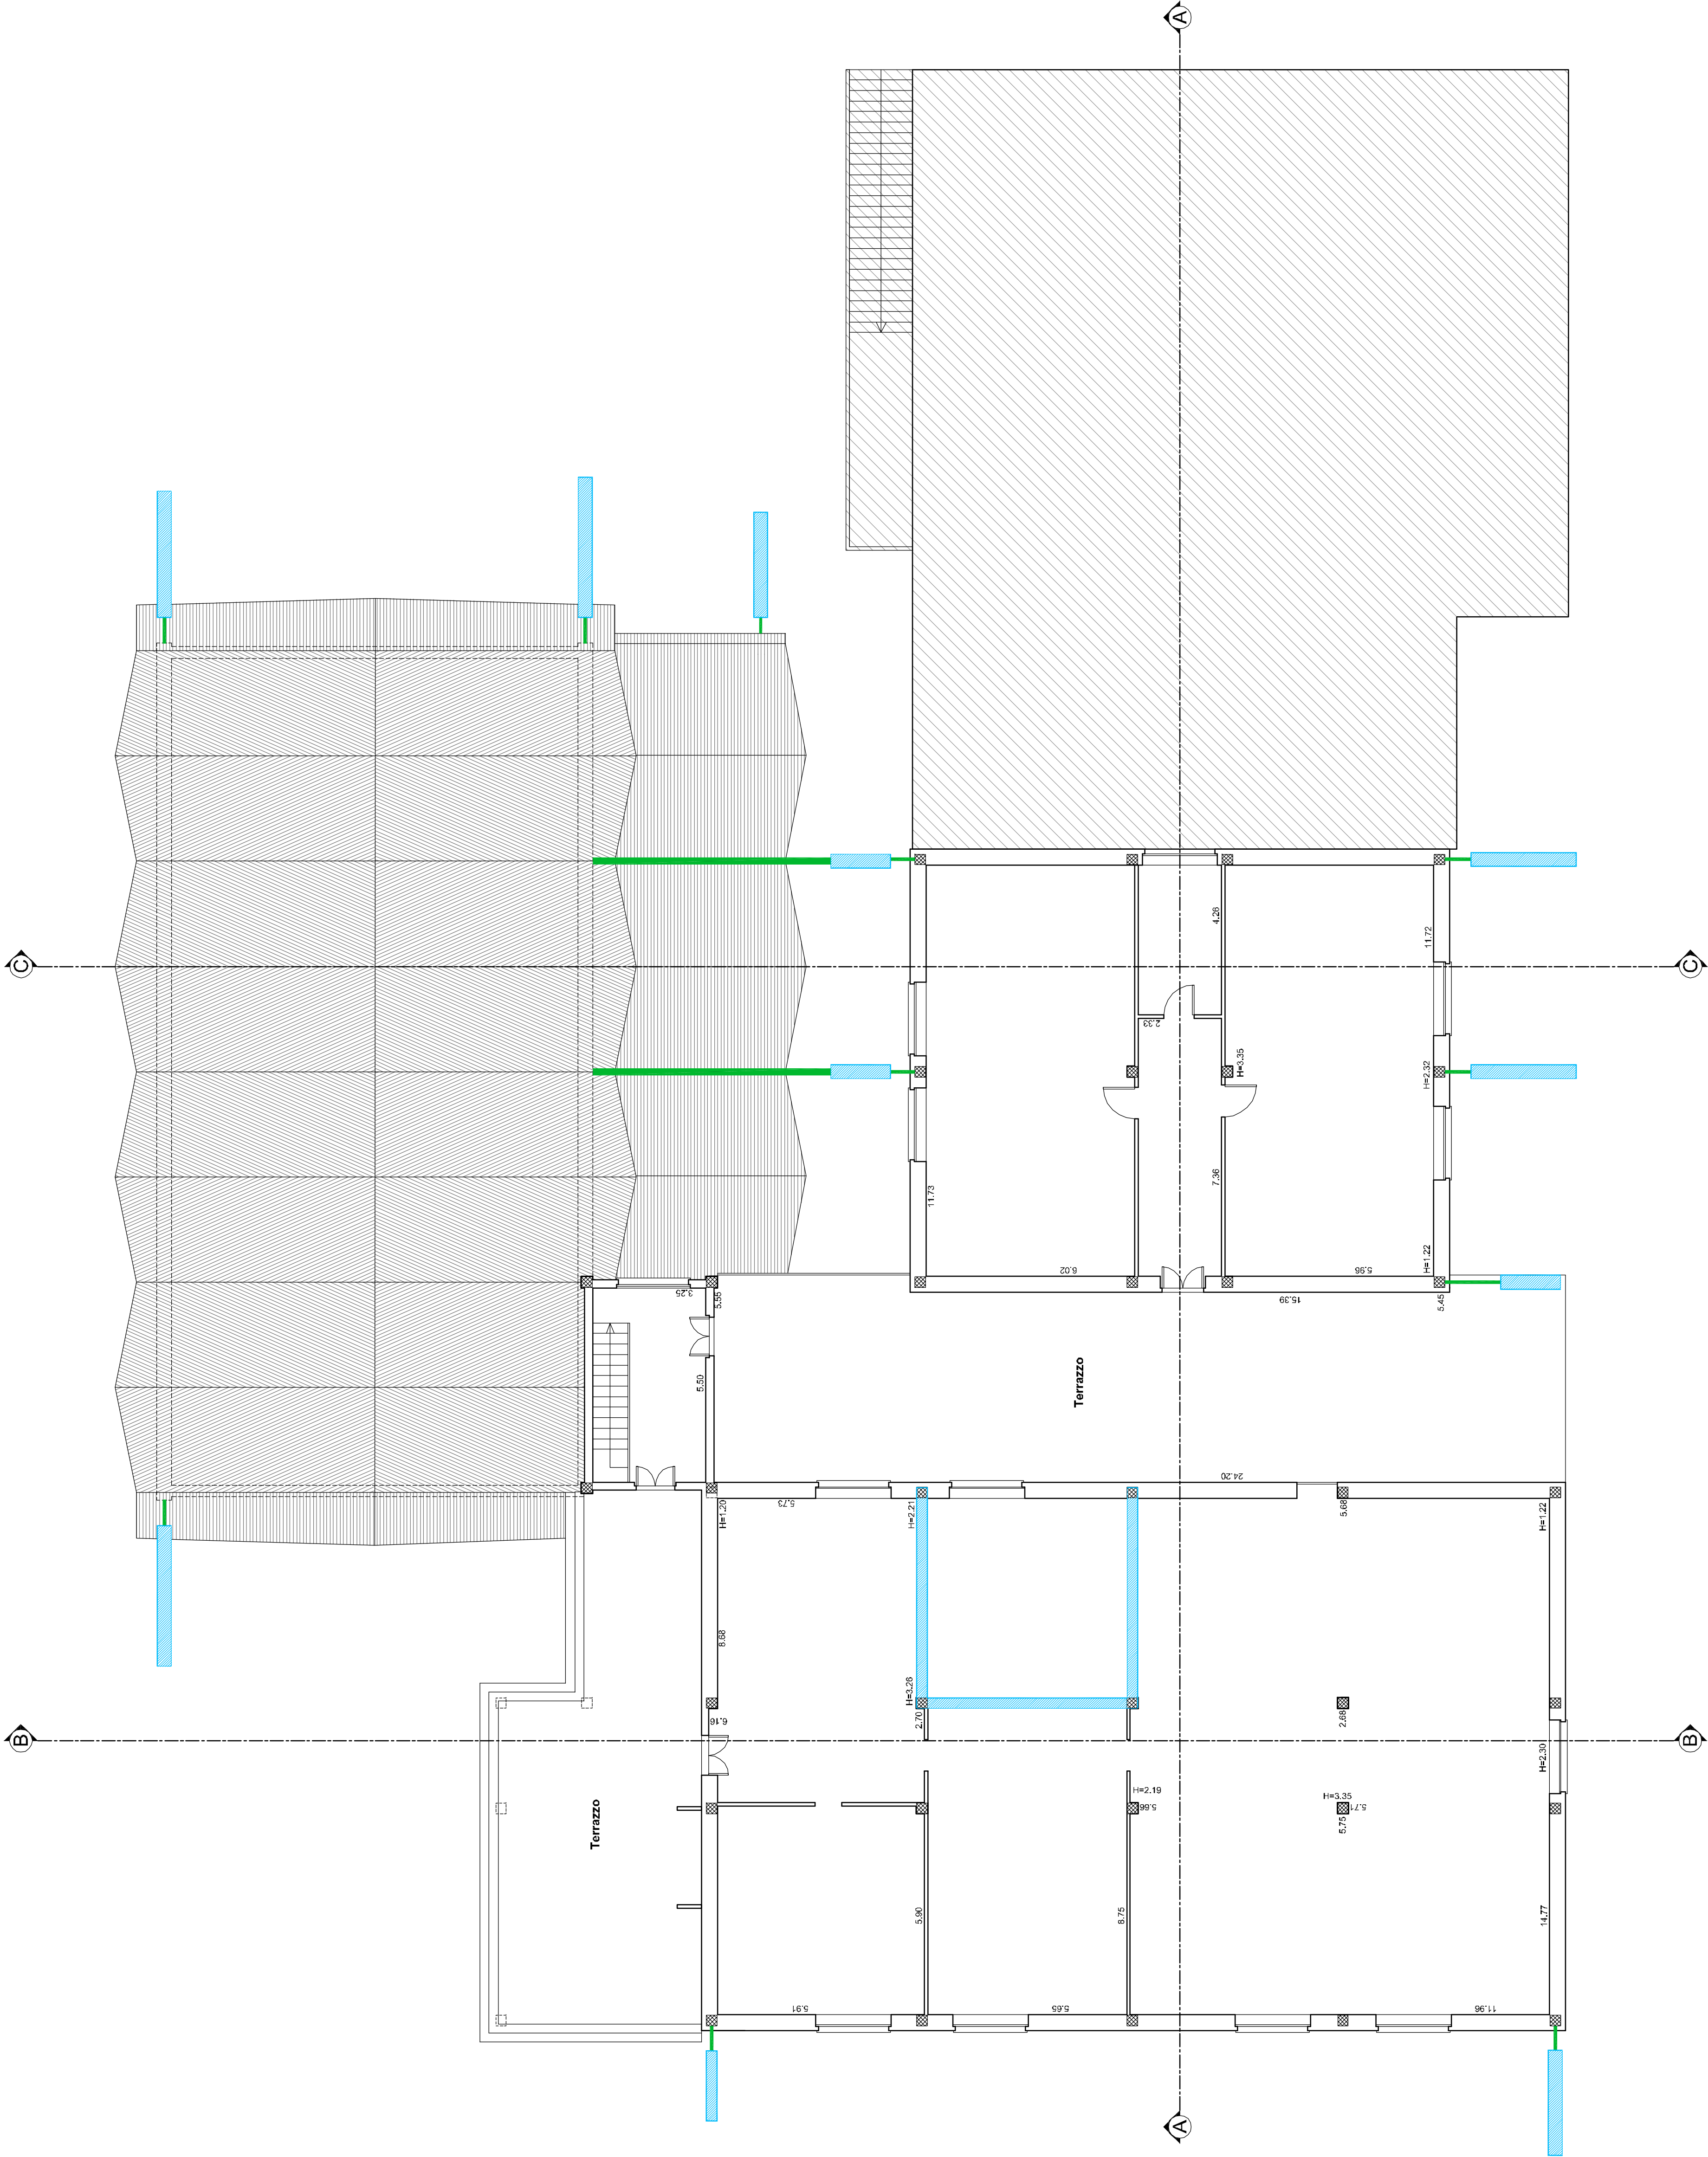 A
C
4.26
11.72
C
2.33
H=3.35
H=2.32
7.36
11.73
H=1.22
6.02
5.96
3.25
5.55
15.39
5.45
5.50
Terrazzo
24.20
5.73
H=1.20
H=2.21
5.68
H=1.22
8.68
H=3.26
6.16
2.70
2.68
B
H=2.30
B
H=2.19
H=3.35
5.66
5.71
Terrazzo
5.75
5.90
8.75
14.77
5.91
5.65
11.96
A